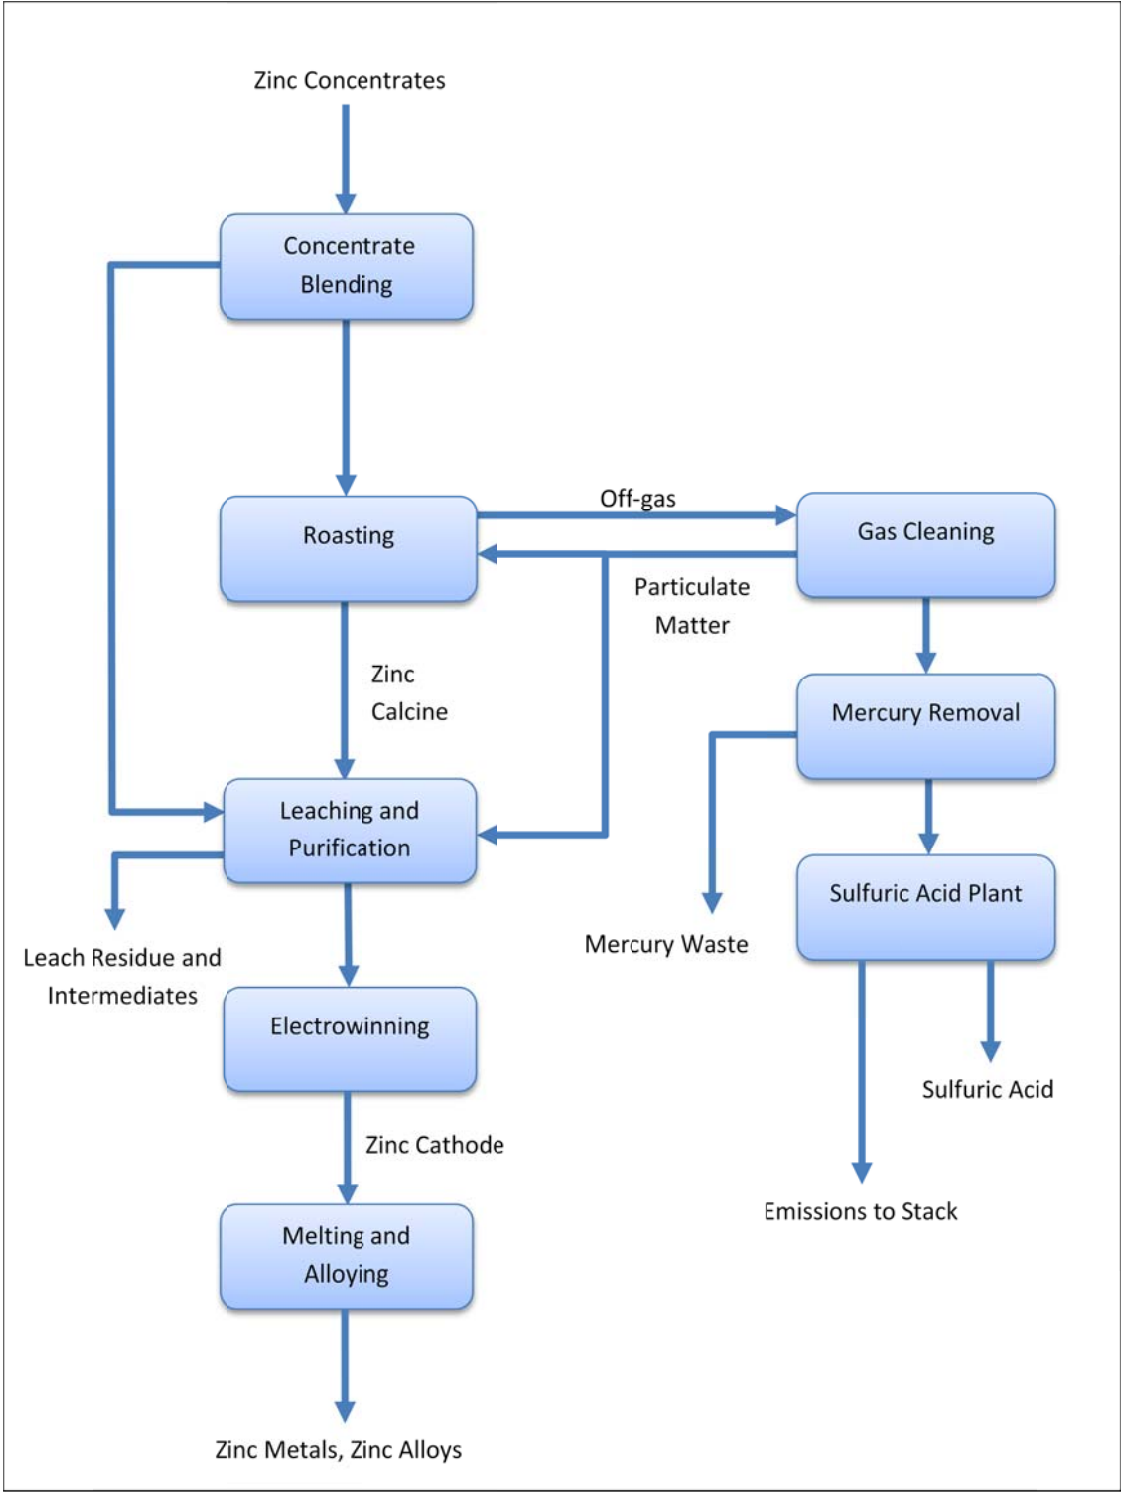 Zinc Concentrates
Concentrate
Blending
Off-gas
Roasting
Gas Cleaning
Particulate
Matter
Zinc
Calcine
Mercury Removal
Leaching and
Purification
Sulfuric Acid Plant
Mercury Waste
Leach Residue and
Intermediates
Electrowinning
Sulfuric Acid
Zinc Cathode
Emissions to Stack
Melting and
Alloying
Zinc Metals, Zinc Alloys